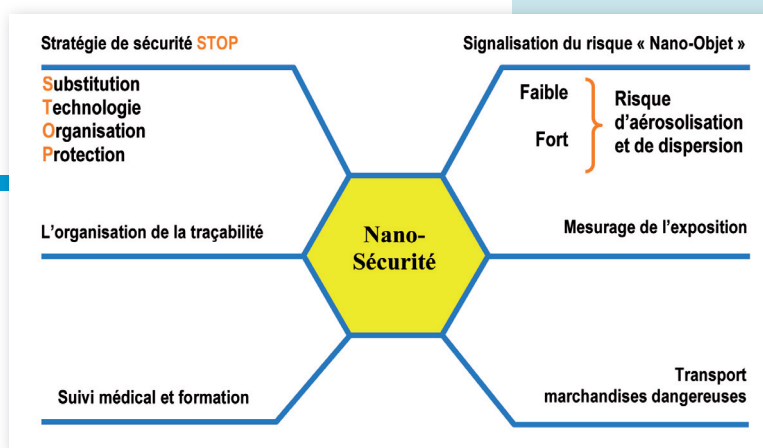 Stratégie de sécurité STOP
Substitution
Technologie
Organisation
Protection
Signalisation du risque « Nano-Objet »
Faible
Fort
Risque
d’aérosolisation
et de dispersion
L’organisation de la traçabilité
Nano-
Sécurité
Mesurage de l’exposition
Suivi médical et formation
Transport
marchandises dangereuses